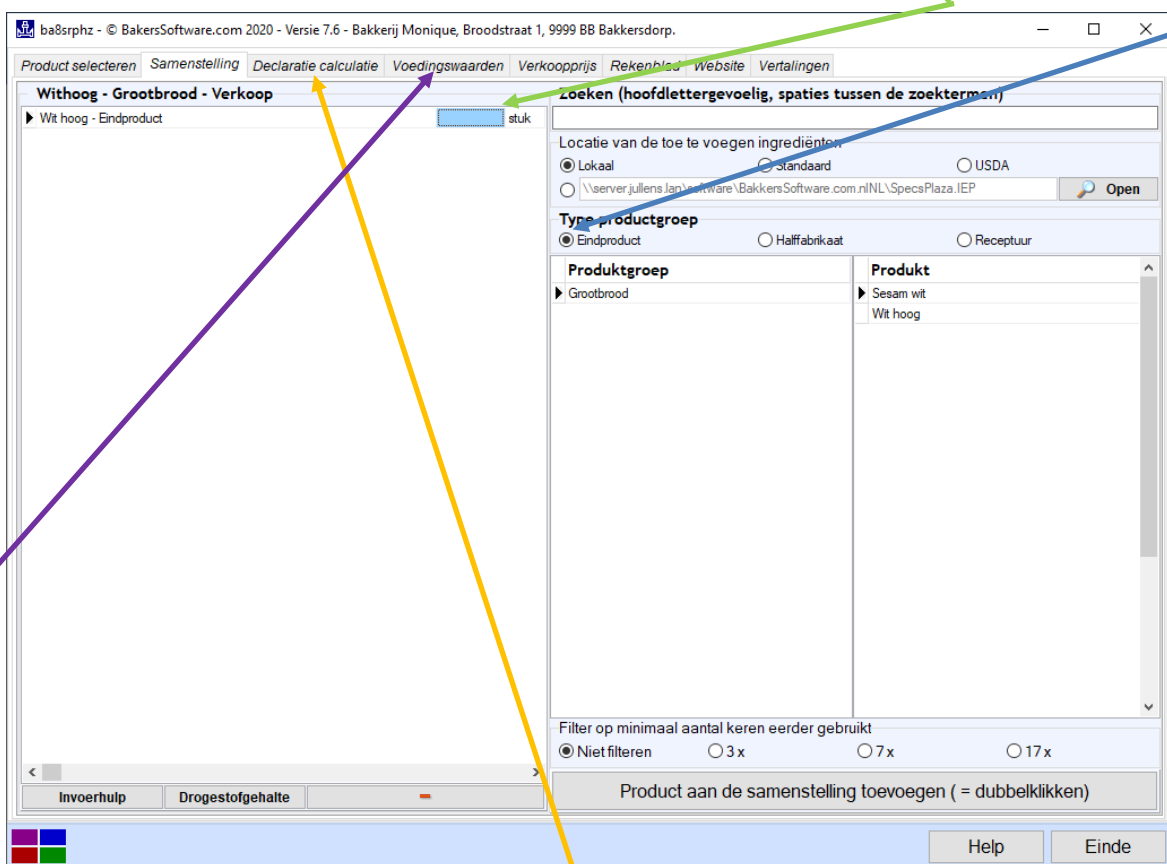 ba8srphz - © BakersSoftware.com 2020 - Versie 7.6 - Bakkerij Monique, Broodstraat 1, 9999 BB Bakkersdorp.
Product selecteren Samenstelling Declaratie calculatie Voedingswaarden Verkoopprijs Rekenblad Website Vertalingen
Withoog - Grootbrood - Verkoop
Wit hoog - Eindproduct stuk
Zoeken (hoofdlettergevoelig, spaties tussen de zoektermen)
Locatie van de toe te voegen ingrediënten
Lokaal Standaard USDA
\\server.jullens.lan\software\BakkersSoftware.com.nlNL\SpecsPlaza.IEP Open
Type productgroep
Eindproduct Halffabrikaat Receptuur
Produktgroep Produkt
Grootbrood Sesam wit
Wit hoog
Filter op minimaal aantal keren eerder gebruikt
Niet filteren 3 x 7 x 17 x
Invoerhulp Drogestofgehalte -
Product aan de samenstelling toevoegen ( = dubbelklikken)
Help Einde